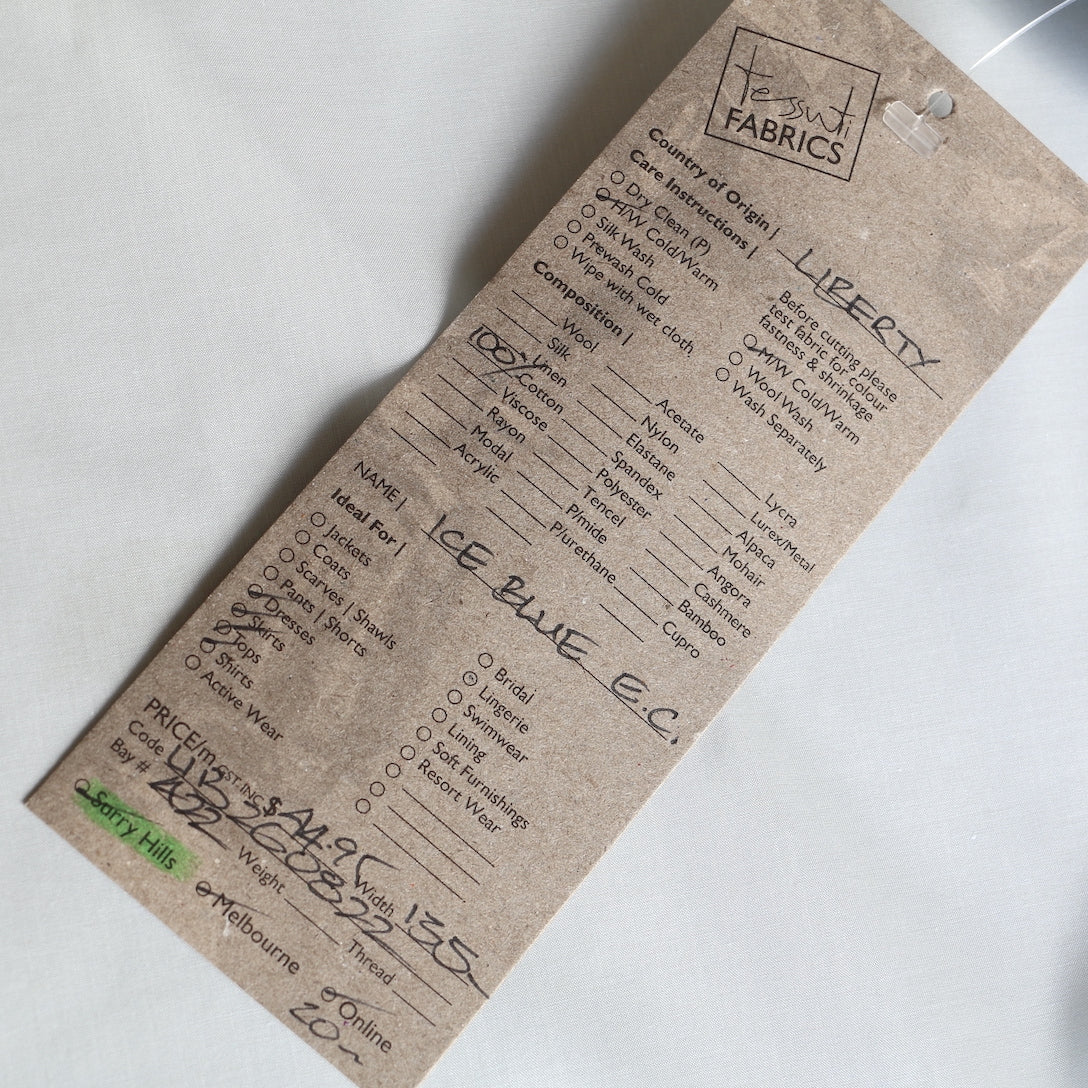 tessuti
FABRICS
Country of Origin | LIBERTY
Care Instructions |
Dry Clean (P)
H/W Cold/Warm
Silk Wash
Prewash Cold
Wipe with wet cloth
Before cutting please
test fabric for colour
fastness & shrinkage
M/W Cold/Warm
Wool Wash
Wash Separately
Composition |
Wool
Silk
Linen
100% Cotton
Viscose
Rayon
Modal
Acrylic
Acetate
Nylon
Elastane
Spandex
Polyester
Tencel
P/mide
P/urethane
Lycra
Lurex/Metal
Alpaca
Mohair
Angora
Cashmere
Bamboo
Cupro
NAME | ICE BLUE E.C.
Ideal For |
Jackets
Coats
Scarves | Shawls
Pants | Shorts
Dresses
Skirts
Tops
Shirts
Active Wear
Bridal
Lingerie
Swimwear
Lining
Soft Furnishings
Resort Wear
PRICE/m GST.INC $ 44.95 Width 135
Code LIB 3660822
Bay # 402 Weight Thread
Surry Hills Melbourne Online
20